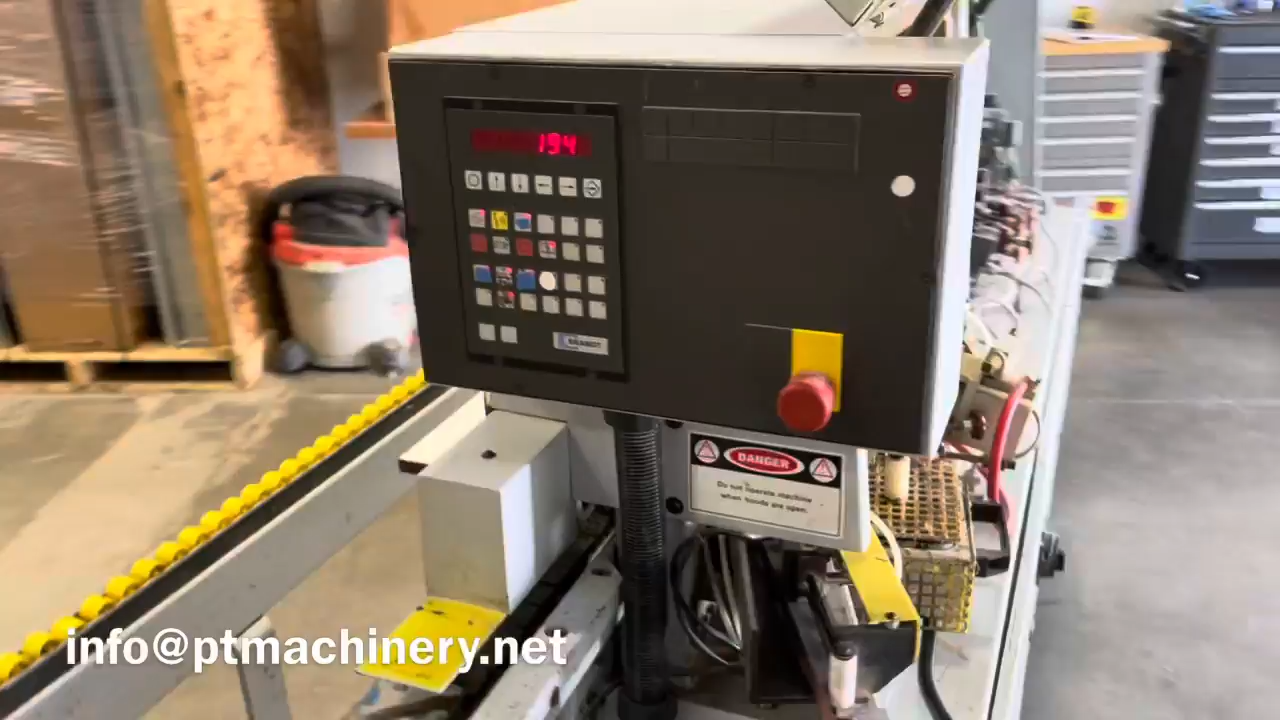 194
BRANDT
DANGER
Do not operate machine
when hoods are open.
info@ptmachinery.net